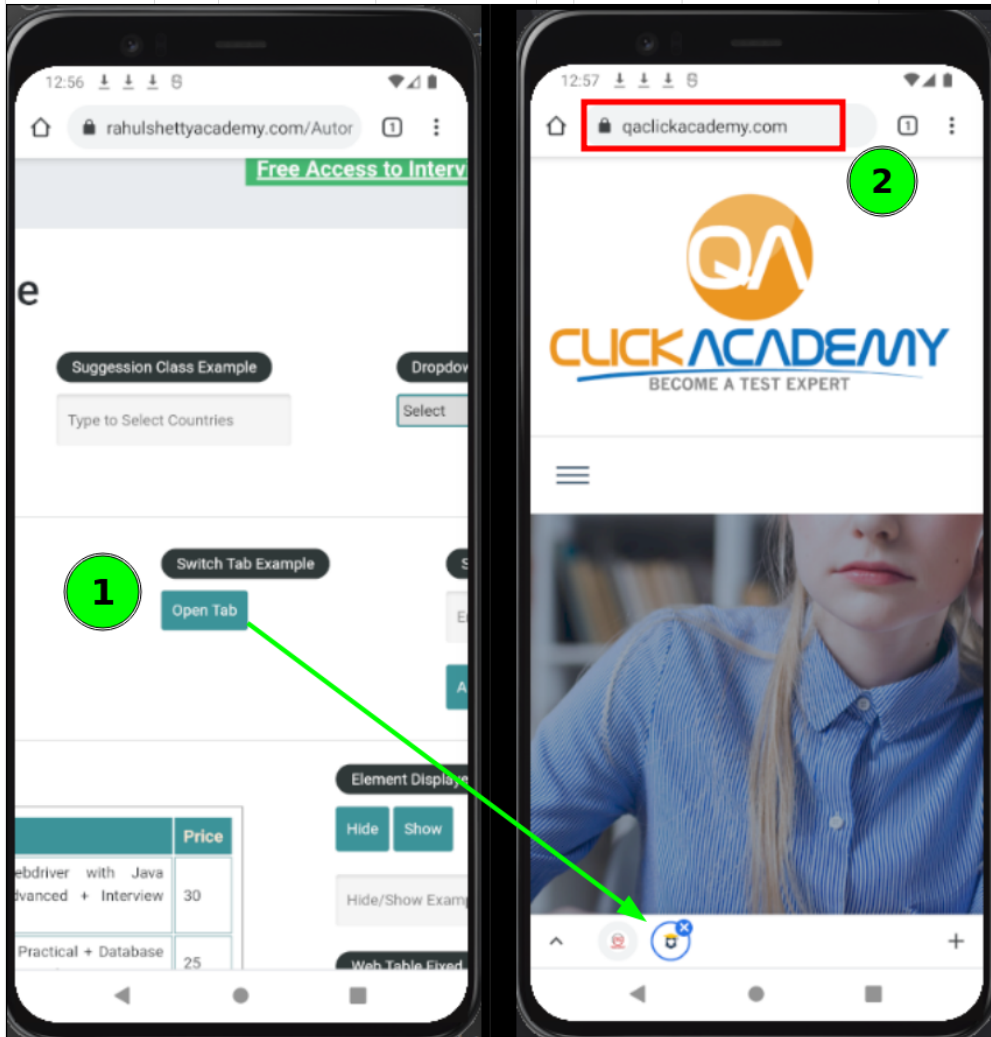 12:56
rahulshettyacademy.com/Autor
1
Free Access to Interv
e
Suggession Class Example
Dropdow
Type to Select Countries
Select
1
Switch Tab Example
S
Open Tab
E
A
Element Displaye
Hide
Show
Price
ebdriver with Java
dvanced + Interview
30
Hide/Show Examp
Practical + Database
25
Web Table Fixed
12:57
qaclickacademy.com
1
2
QA
CLICK ACADEMY
BECOME A TEST EXPERT